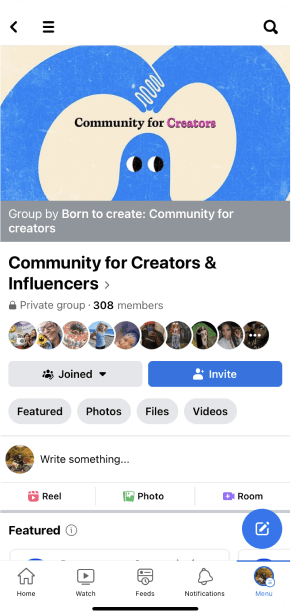 Community for Creators
Group by Born to create: Community for
creators
Community for Creators &
Influencers
Private group · 308 members
Joined
Invite
Featured
Photos
Files
Videos
Write something...
Reel
Photo
Room
Featured
Home
Watch
Feeds
Notifications
Menu